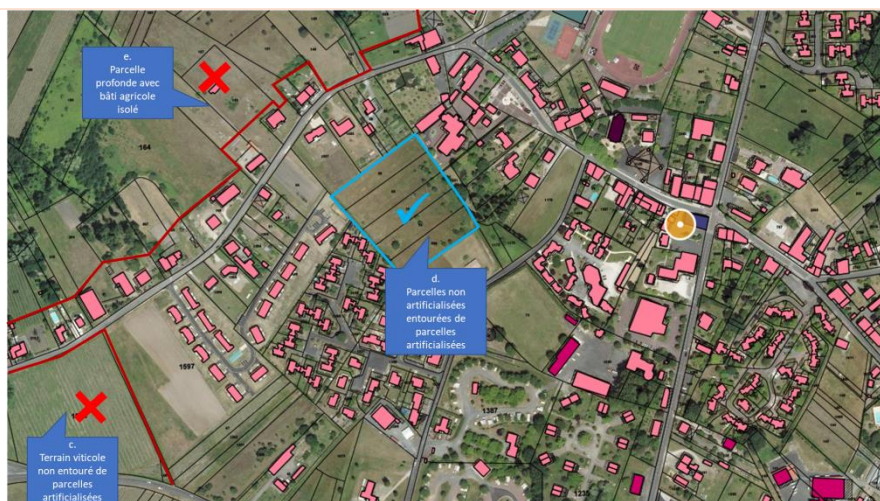 e.
Parcelle
profonde avec
bâti agricole
isolé
164
d.
Parcelles non
artificialisées
entourées de
parcelles
artificialisées
1597
1387
1235
c.
Terrain viticole
non entouré de
parcelles
artificialisées